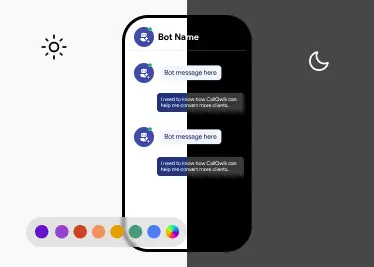 Bot Name
Bot message here
I need to know how CallQwik can
help me convert more clients.
Bot message here
I need to know how CallQwik can
help me convert more clients.